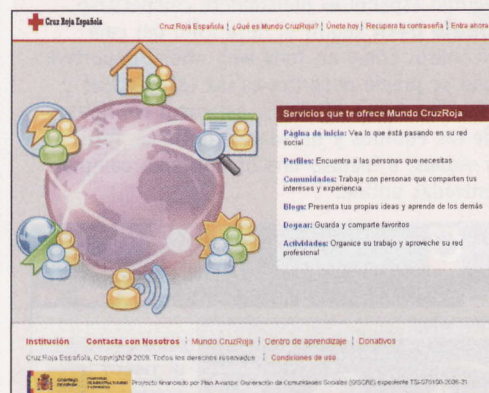 Cruz Roja Española
Cruz Roja Española | ¿Qué es Mundo CruzRoja? | Únete hoy | Recupera tu contraseña | Entra ahora
Servicios que te ofrece Mundo CruzRoja
Página de inicio: Vea lo que está pasando en su red
social
Perfiles: Encuentra a las personas que necesitas
Comunidades: Trabaja con personas que comparten tus
intereses y experiencia
Blogs: Presenta tus propias ideas y aprende de los demás
Dogear: Guarda y comparte favoritos
Actividades: Organice su trabajo y aproveche su red
profesional
Institución Contacta con Nosotros | Mundo CruzRoja | Centro de aprendizaje | Donativos
Cruz Roja Española, Copyright © 2009. Todos los derechos reservados | Condiciones de uso
GOBIERNO DE ESPAÑA
Proyecto financiado por Plan Avanza: Generación de Comunidades Sociales expediente